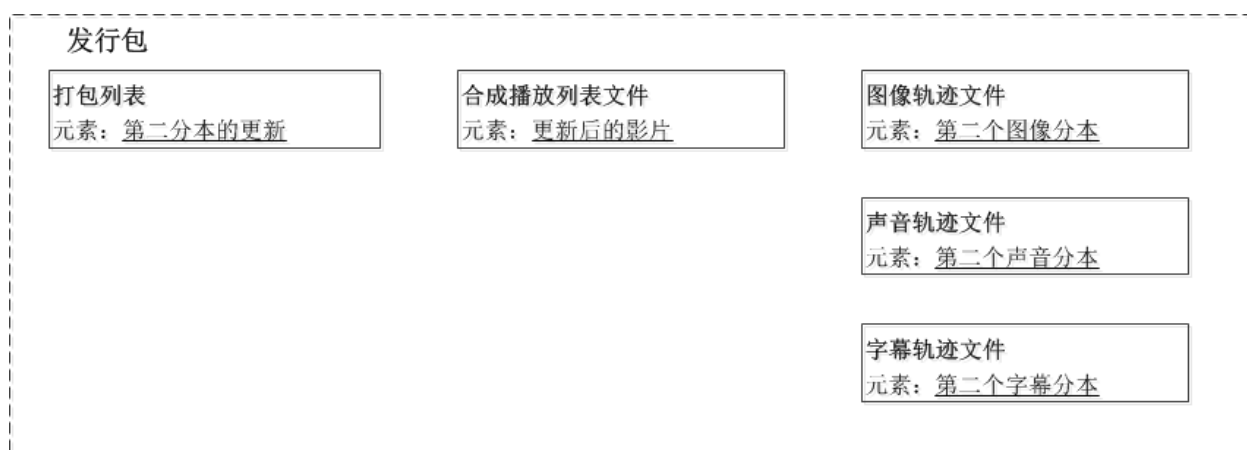 发行包
打包列表
元素：第二分本的更新
合成播放列表文件
元素：更新后的影片
图像轨迹文件
元素：第二个图像分本
声音轨迹文件
元素：第二个声音分本
字幕轨迹文件
元素：第二个字幕分本